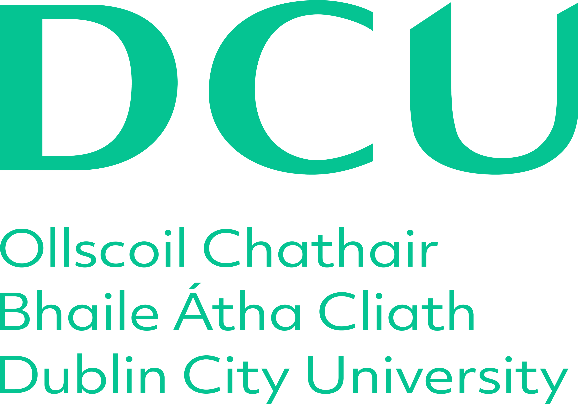 DCU
Ollscoil Chathair
Bhaile Átha Cliath
Dublin City University